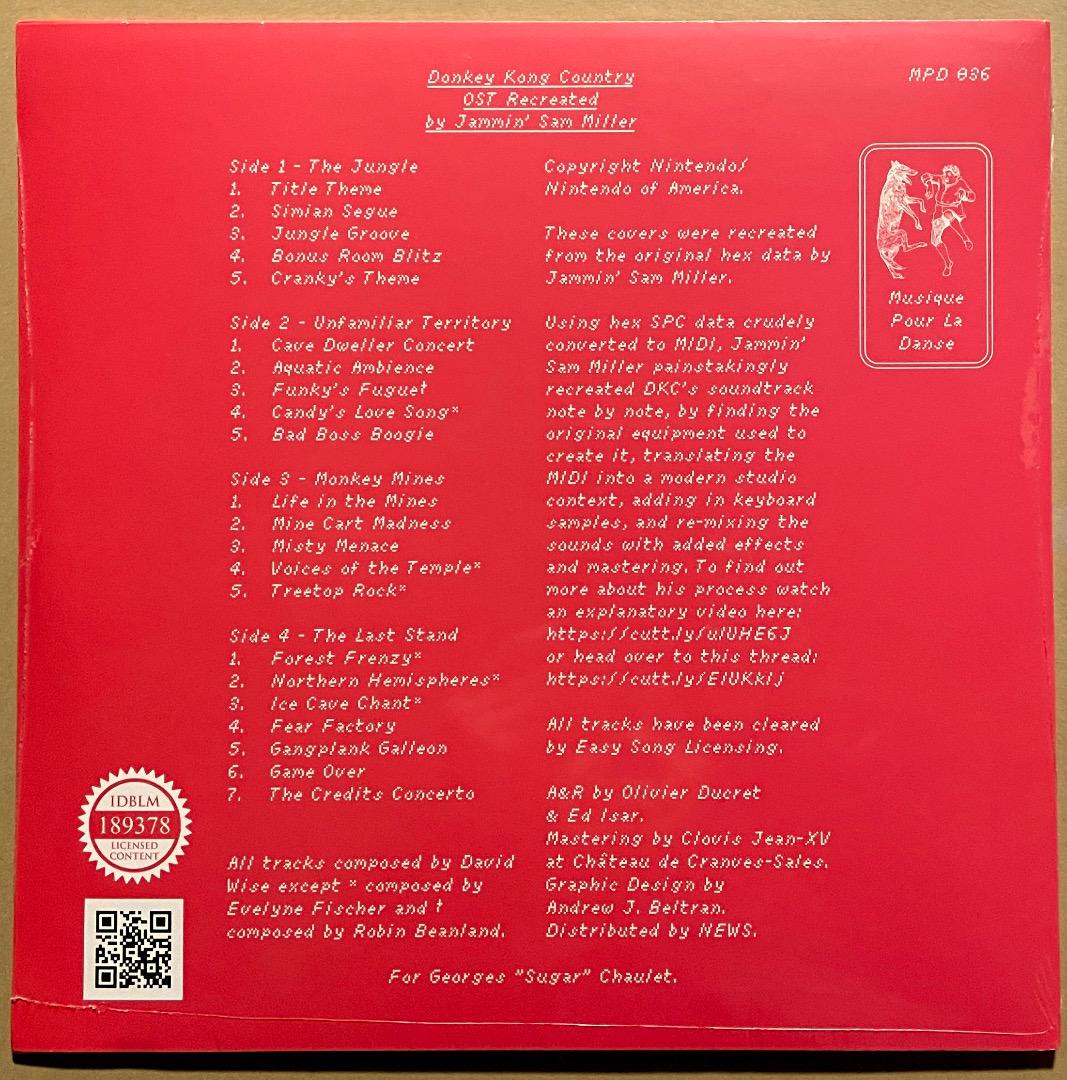 Donkey Kong Country
OST Recreated
by Jammin' Sam Miller
MPD 036
Side 1 - The Jungle
1. Title Theme
2. Simian Segue
3. Jungle Groove
4. Bonus Room Blitz
5. Cranky's Theme
Side 2 - Unfamiliar Territory
1. Cave Dweller Concert
2. Aquatic Ambience
3. Funky's Fugue†
4. Candy's Love Song*
5. Bad Boss Boogie
Side 3 - Monkey Mines
1. Life in the Mines
2. Mine Cart Madness
3. Misty Menace
4. Voices of the Temple*
5. Treetop Rock*
Side 4 - The Last Stand
1. Forest Frenzy*
2. Northern Hemispheres*
3. Ice Cave Chant*
4. Fear Factory
5. Gangplank Galleon
6. Game Over
7. The Credits Concerto
All tracks composed by David
Wise except * composed by
Evelyne Fischer and †
composed by Robin Beanland.
Copyright Nintendo/
Nintendo of America.
These covers were recreated
from the original hex data by
Jammin' Sam Miller.
Using hex SPC data crudely
converted to MIDI, Jammin'
Sam Miller painstakingly
recreated DKC's soundtrack
note by note, by finding the
original equipment used to
create it, translating the
MIDI into a modern studio
context, adding in keyboard
samples, and re-mixing the
sounds with added effects
and mastering. To find out
more about his process watch
an explanatory video here:
https://cutt.ly/uIUHE6J
or head over to this thread:
https://cutt.ly/EIUKkIj
All tracks have been cleared
by Easy Song Licensing.
A&R by Olivier Ducret
& Ed Isar.
Mastering by Clovis Jean-XV
at Château de Cranves-Sales.
Graphic Design by
Andrew J. Beltran.
Distributed by NEWS.
Musique
Pour La
Danse
IDBLM
189378
LICENSED
CONTENT
For Georges "Sugar" Chaulet.